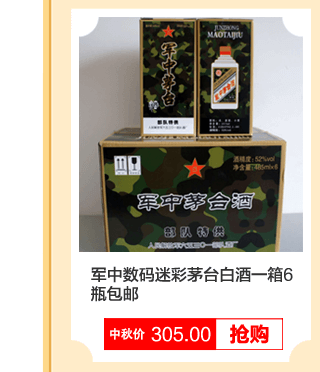 军中茅台
部队特供
JUNZHONG
MAOTAIJIU
酒精度：52%vol
净含量：475ml×6
军中茅台酒
部队特供
军中数码迷彩茅台白酒一箱6
瓶包邮
中秋价 305.00 抢购